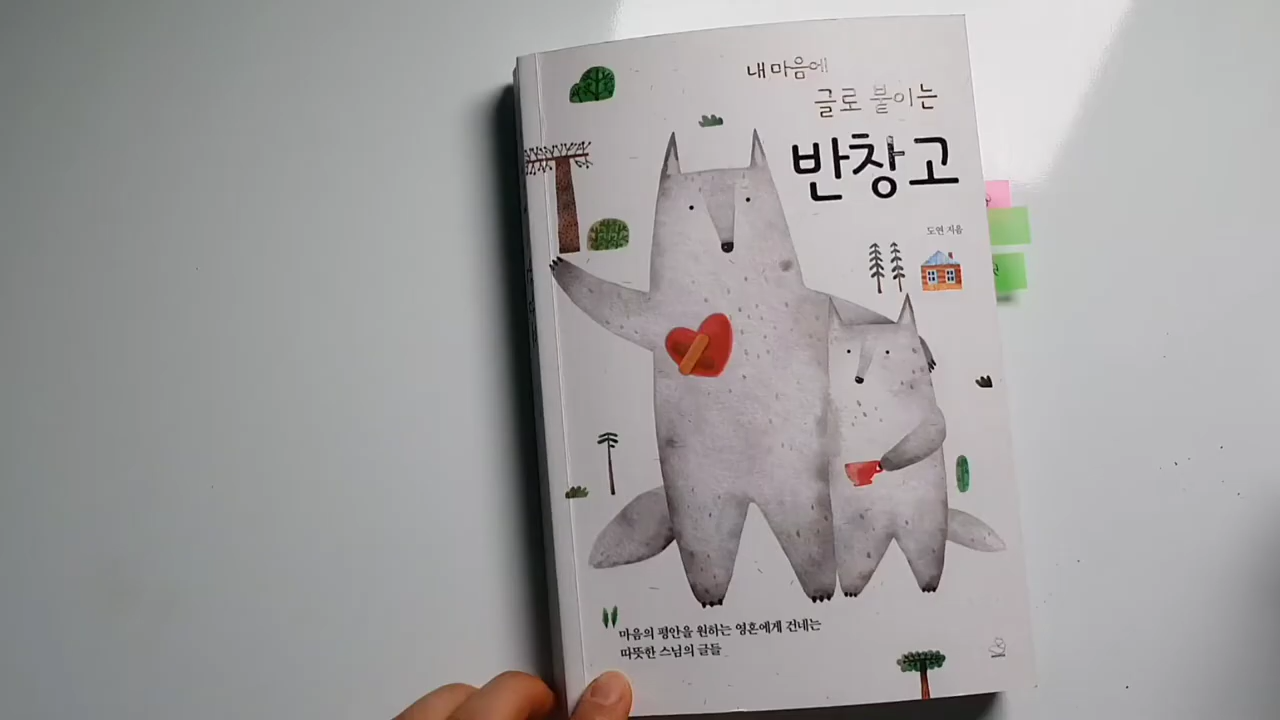 내 마음에
글로 붙이는
반창고
도연 지음
마음의 평안을 원하는 영혼에게 건네는
따뜻한 스님의 글들